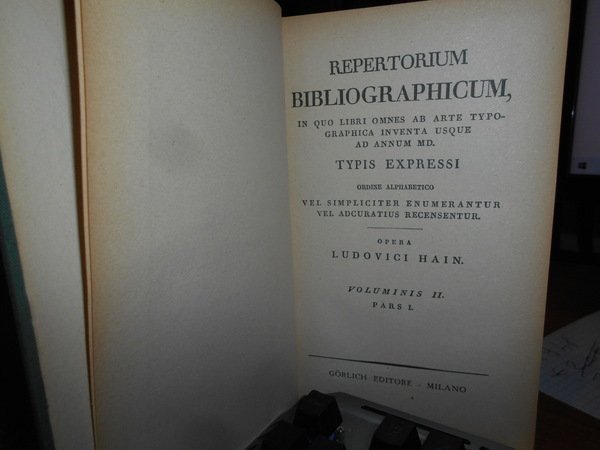 REPERTORIUM
BIBLIOGRAPHICUM,
IN QUO LIBRI OMNES AB ARTE TYPO-
GRAPHICA INVENTA USQUE
AD ANNUM MD.
TYPIS EXPRESSI
ORDINE ALPHABETICO
VEL SIMPLICITER ENUMERANTUR
VEL ADCURATIUS RECENSENTUR.
OPERA
LUDOVICI HAIN.
VOLUMINIS II.
PARS I.
GÖRLICH EDITORE - MILANO